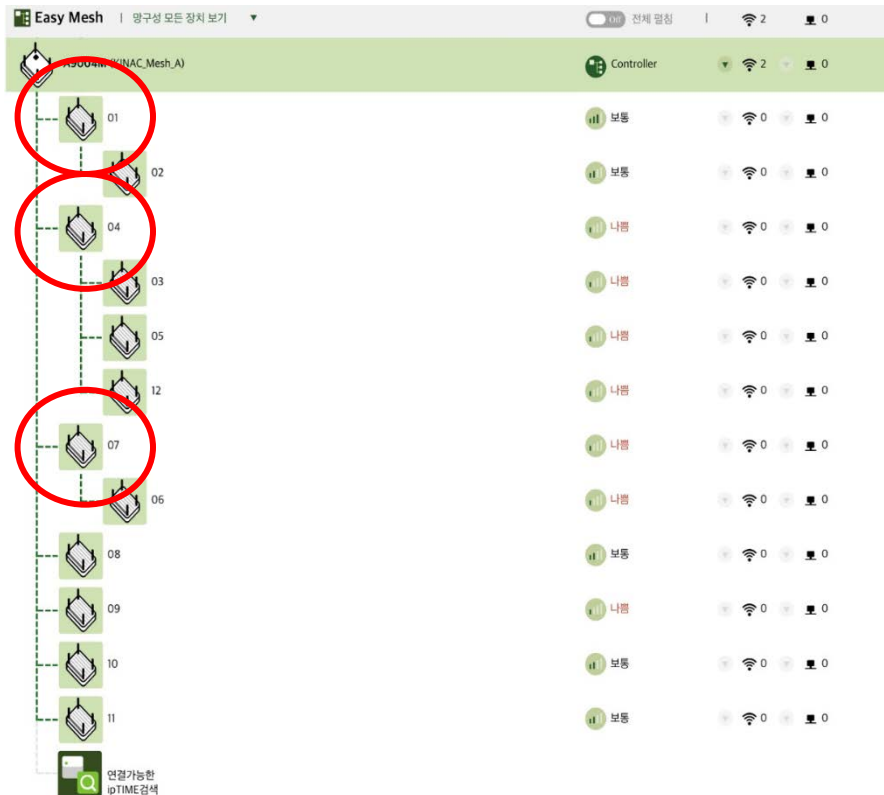 Easy Mesh | 망구성 모든 장치 보기 ▼ Off 전체 펼침 | 2 0
A9004M (KINAC_Mesh_A) Controller 2 0
01 보통 0 0
02 보통 0 0
04 나쁨 0 0
03 나쁨 0 0
05 나쁨 0 0
12 나쁨 0 0
07 나쁨 0 0
06 나쁨 0 0
08 보통 0 0
09 나쁨 0 0
10 보통 0 0
11 보통 0 0
연결가능한
ipTIME검색